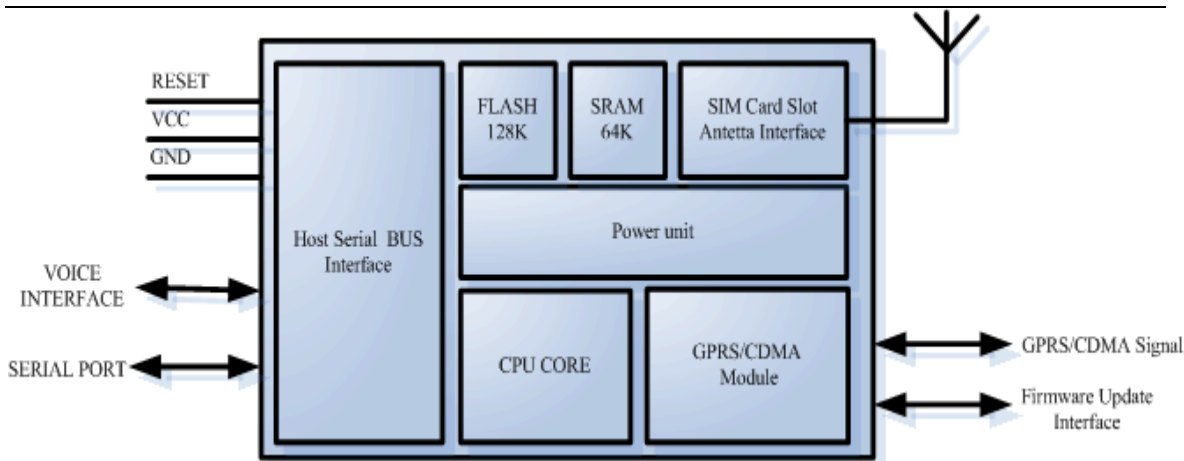 RESET
VCC
GND
VOICE
INTERFACE
SERIAL PORT
Host Serial BUS
Interface
FLASH
128K
SRAM
64K
SIM Card Slot
Antetta Interface
Power unit
CPU CORE
GPRS/CDMA
Module
GPRS/CDMA Signal
Firmware Update
Interface